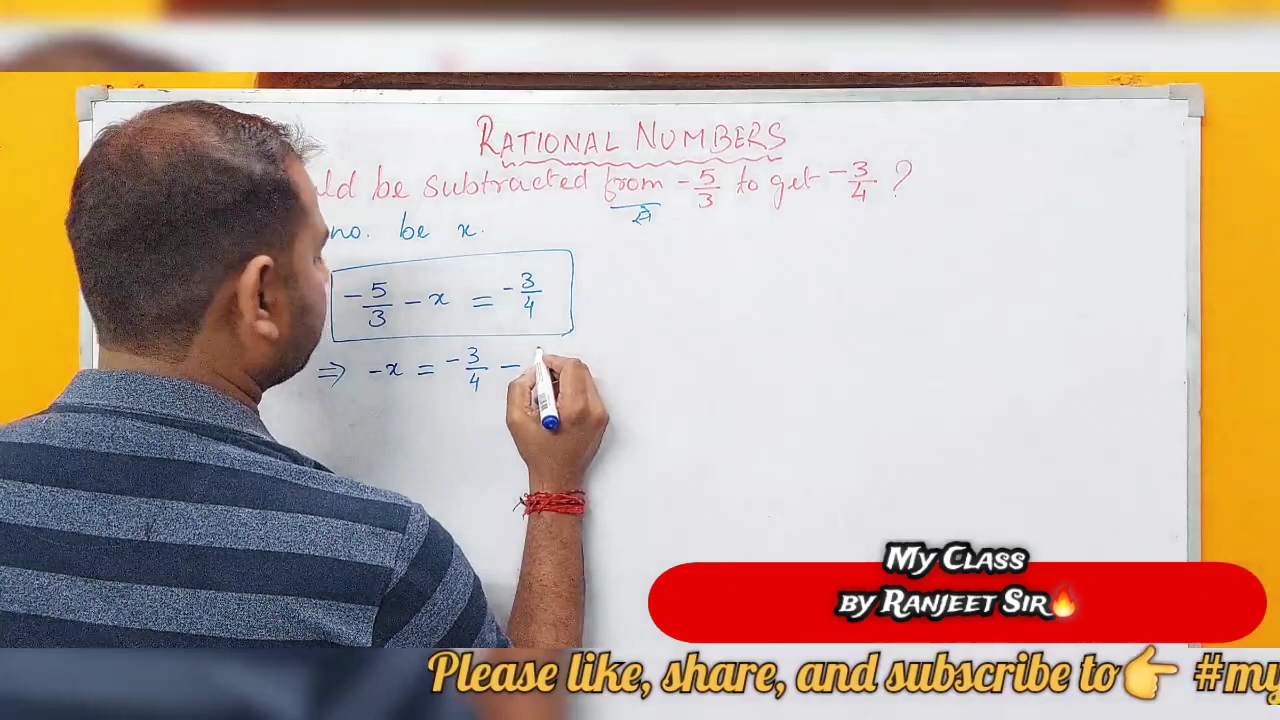 RATIONAL NUMBERS
be subtracted from -5/3 to get -3/4 ?
no. be x.
-5/3 - x = -3/4
⇒ -x = -3/4 -
My Class
by Ranjeet Sir🔥
Please like, share, and subscribe to👉 #my